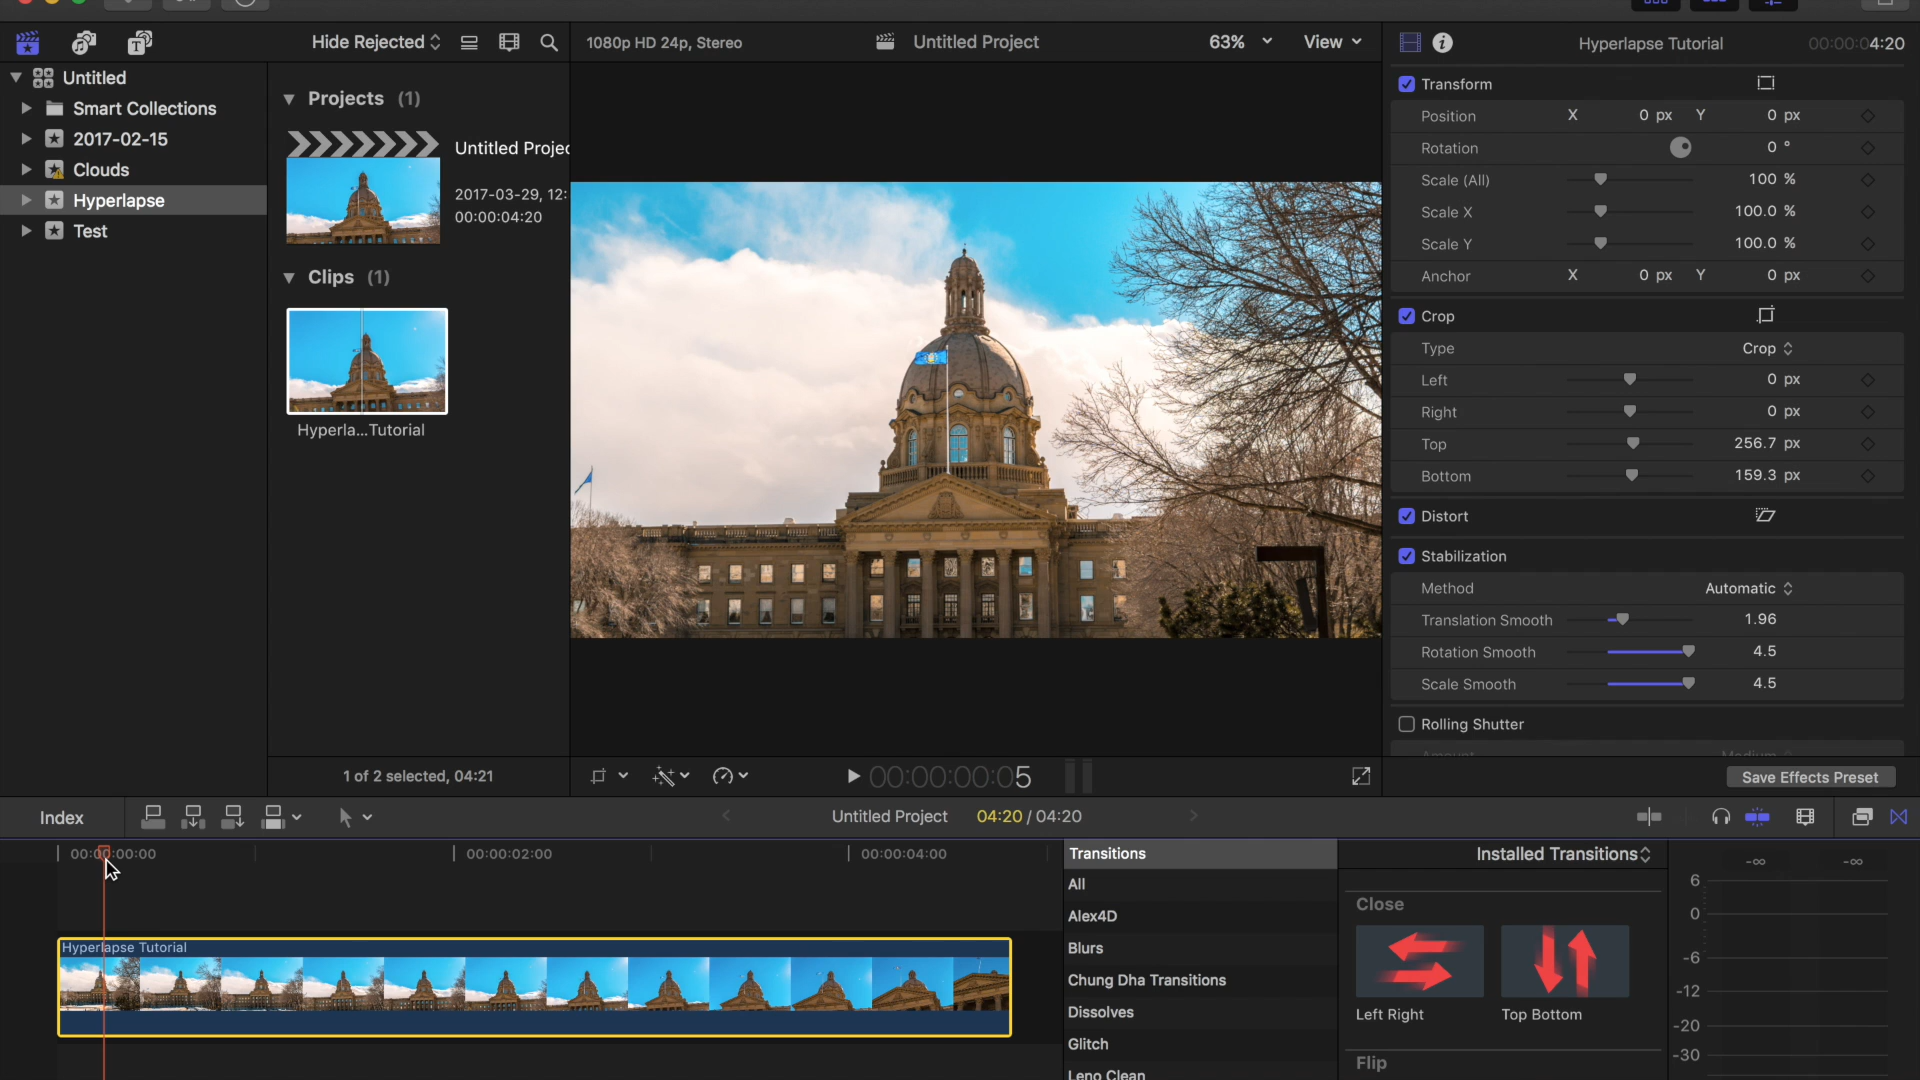 Hide Rejected
1080p HD 24p, Stereo
Untitled Project
63%
View
Hyperlapse Tutorial
00:00:04:20
Untitled
Smart Collections
2017-02-15
Clouds
Hyperlapse
Test
Projects (1)
Untitled Projec
2017-03-29, 12:
00:00:04:20
Clips (1)
Hyperla...Tutorial
1 of 2 selected, 04:21
00:00:00:05
Transform
Position X 0 px Y 0 px
Rotation 0 °
Scale (All) 100 %
Scale X 100.0 %
Scale Y 100.0 %
Anchor X 0 px Y 0 px
Crop
Type Crop
Left 0 px
Right 0 px
Top 256.7 px
Bottom 159.3 px
Distort
Stabilization
Method Automatic
Translation Smooth 1.96
Rotation Smooth 4.5
Scale Smooth 4.5
Rolling Shutter
Amount Medium
Save Effects Preset
Index
Untitled Project 04:20 / 04:20
00:00:00:00
00:00:02:00
00:00:04:00
Hyperlapse Tutorial
Transitions
All
Alex4D
Blurs
Chung Dha Transitions
Dissolves
Glitch
Leno Clean
Installed Transitions
Close
Left Right
Top Bottom
Flip
-∞ -∞
6
0
-6
-12
-20
-30